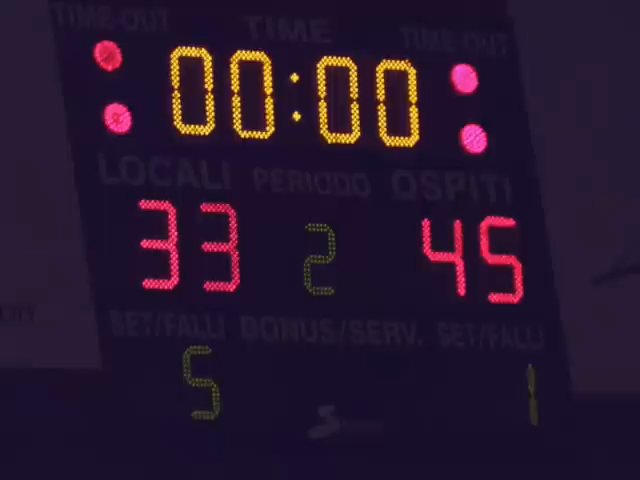 TIME-OUT TIME TIME-OUT
00:00
LOCALI PERIODO OSPITI
33 2 45
SET/FALLI BONUS/SERV. SET/FALLI
5 1